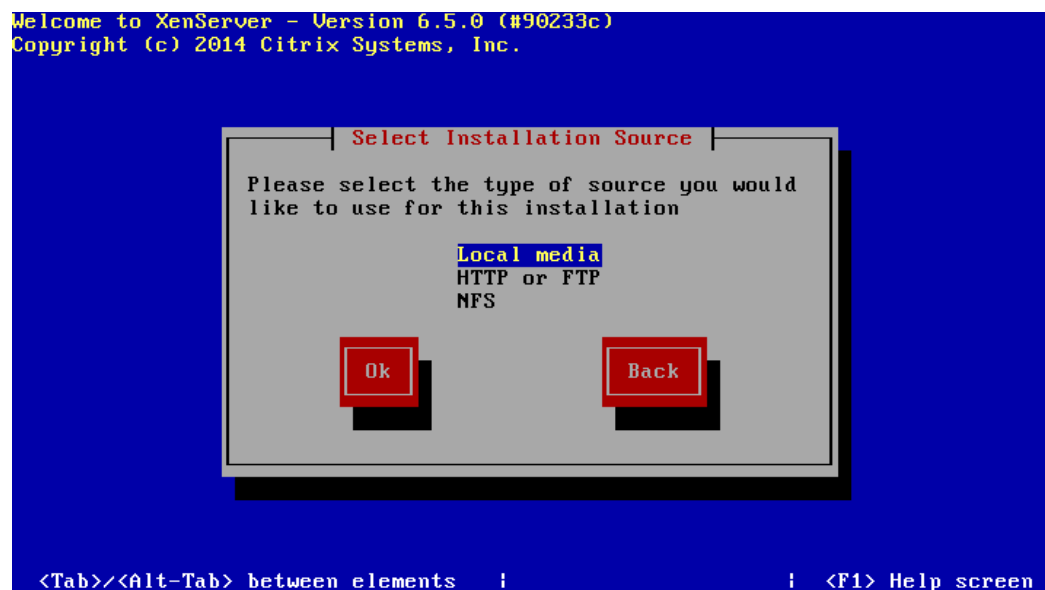 Welcome to XenServer - Version 6.5.0 (#90233c)
Copyright (c) 2014 Citrix Systems, Inc.
Select Installation Source
Please select the type of source you would
like to use for this installation
Local media
HTTP or FTP
NFS
Ok Back
<Tab>/<Alt-Tab> between elements | | <F1> Help screen